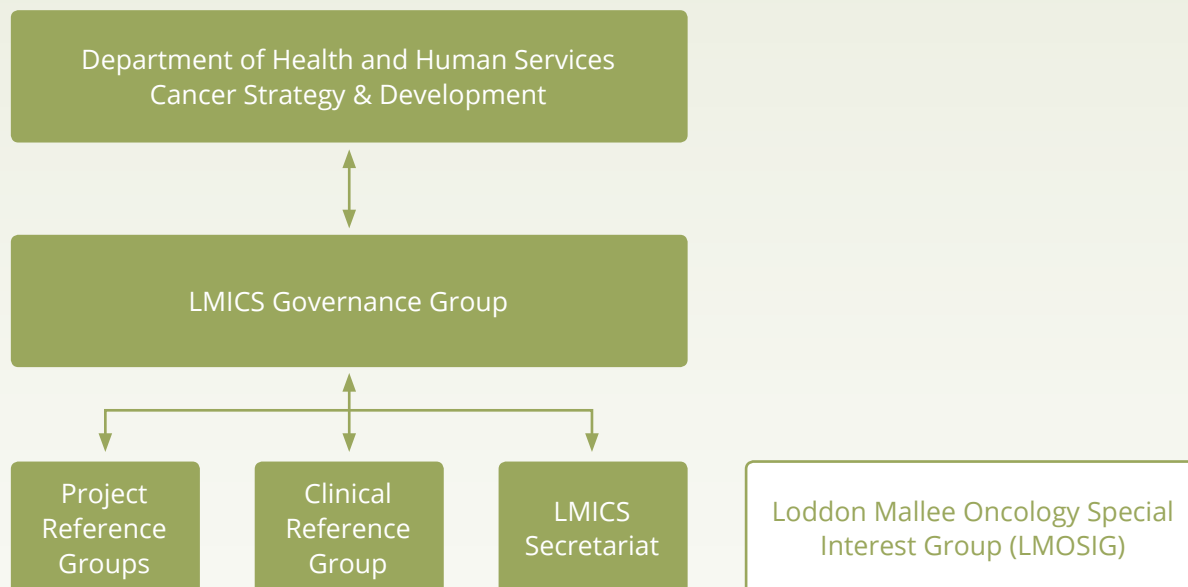 Department of Health and Human Services
Cancer Strategy & Development
LMICS Governance Group
Project
Reference
Groups
Clinical
Reference
Group
LMICS
Secretariat
Loddon Mallee Oncology Special
Interest Group (LMOSIG)